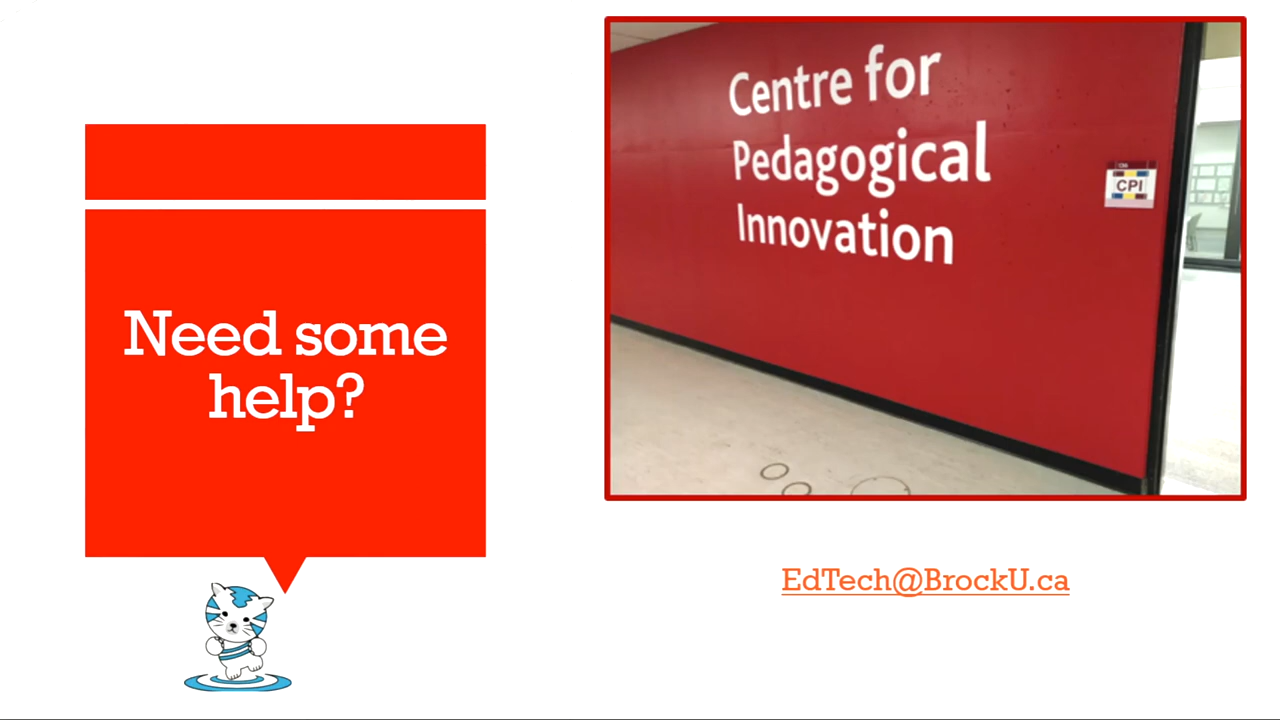 Need some
help?
Centre for
Pedagogical
Innovation
CPI
EdTech@BrockU.ca